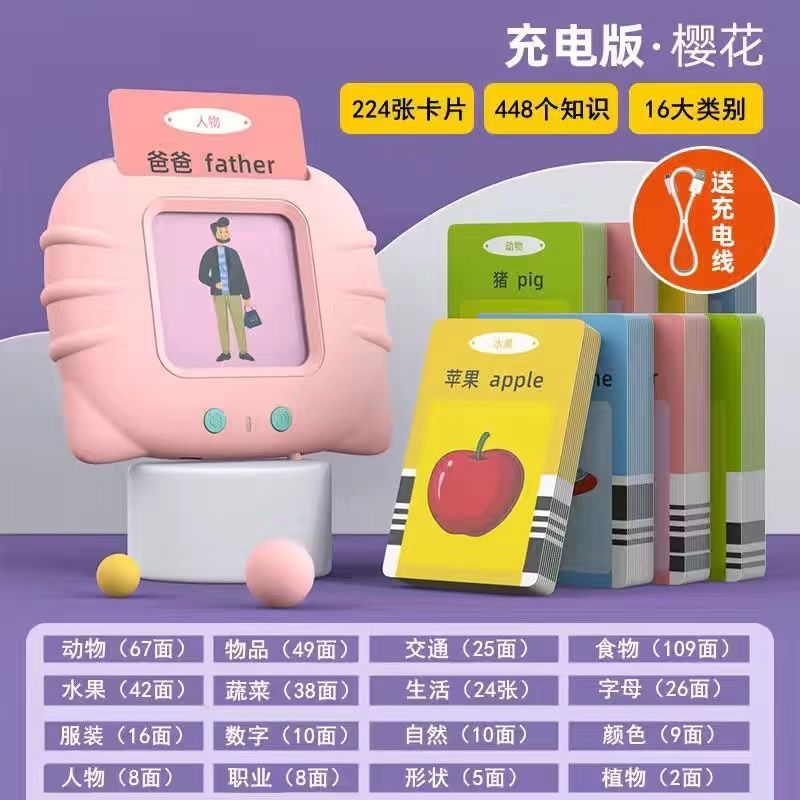 充电版·樱花
224张卡片 448个知识 16大类别
人物
爸爸 father
送充电线
动物
猪 pig
水果
苹果 apple
动物（67面） 物品（49面） 交通（25面） 食物（109面）
水果（42面） 蔬菜（38面） 生活（24张） 字母（26面）
服装（16面） 数字（10面） 自然（10面） 颜色（9面）
人物（8面） 职业（8面） 形状（5面） 植物（2面）